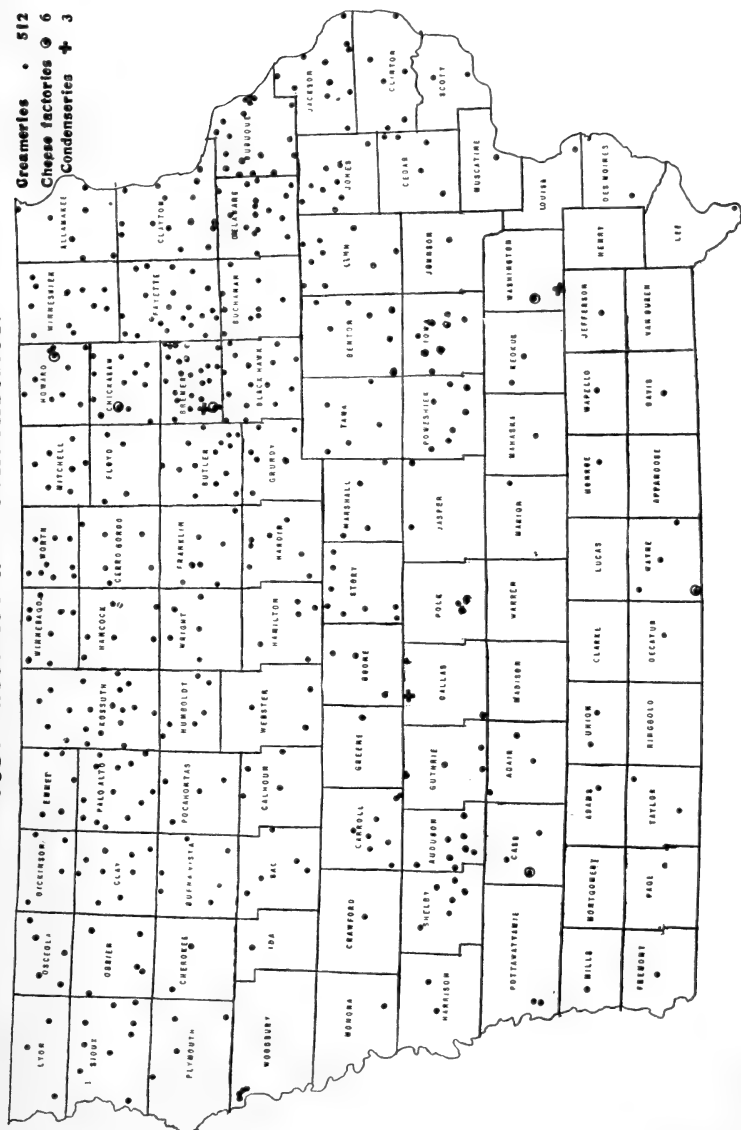 Creameries • 512
Cheese factories 6
Condenseries ✚ 3
LYON
OSCEOLA
DICKINSON
EMMET
WINNEBAGO
WORTH
MITCHELL
HOWARD
WINNESHIEK
ALLAMAKEE
KOSSUTH
SIOUX
OBRIEN
CLAY
PALO ALTO
HANCOCK
CERRO GORDO
FLOYD
CHICKASAW
PLYMOUTH
CHEROKEE
BUENA VISTA
POCAHONTAS
HUMBOLDT
WRIGHT
FRANKLIN
BUTLER
BREMER
FAYETTE
CLAYTON
WOODBURY
IDA
SAC
CALHOUN
WEBSTER
HAMILTON
HARDIN
GRUNDY
BLACK HAWK
BUCHANAN
DELAWARE
DUBUQUE
MONONA
CRAWFORD
CARROLL
GREENE
BOONE
STORY
MARSHALL
TAMA
BENTON
LINN
JONES
JACKSON
CLINTON
CEDAR
SCOTT
HARRISON
SHELBY
AUDUBON
GUTHRIE
DALLAS
POLK
JASPER
POWESHIEK
IOWA
JOHNSON
MUSCATINE
POTTAWATTAMIE
CASS
ADAIR
MADISON
WARREN
MARION
MAHASKA
KEOKUK
WASHINGTON
LOUISA
MILLS
MONTGOMERY
ADAMS
UNION
CLARKE
LUCAS
MONROE
WAPELLO
JEFFERSON
HENRY
DES MOINES
FREMONT
PAGE
TAYLOR
RINGGOLD
DECATUR
WAYNE
APPANOOSE
DAVIS
VAN BUREN
LEE